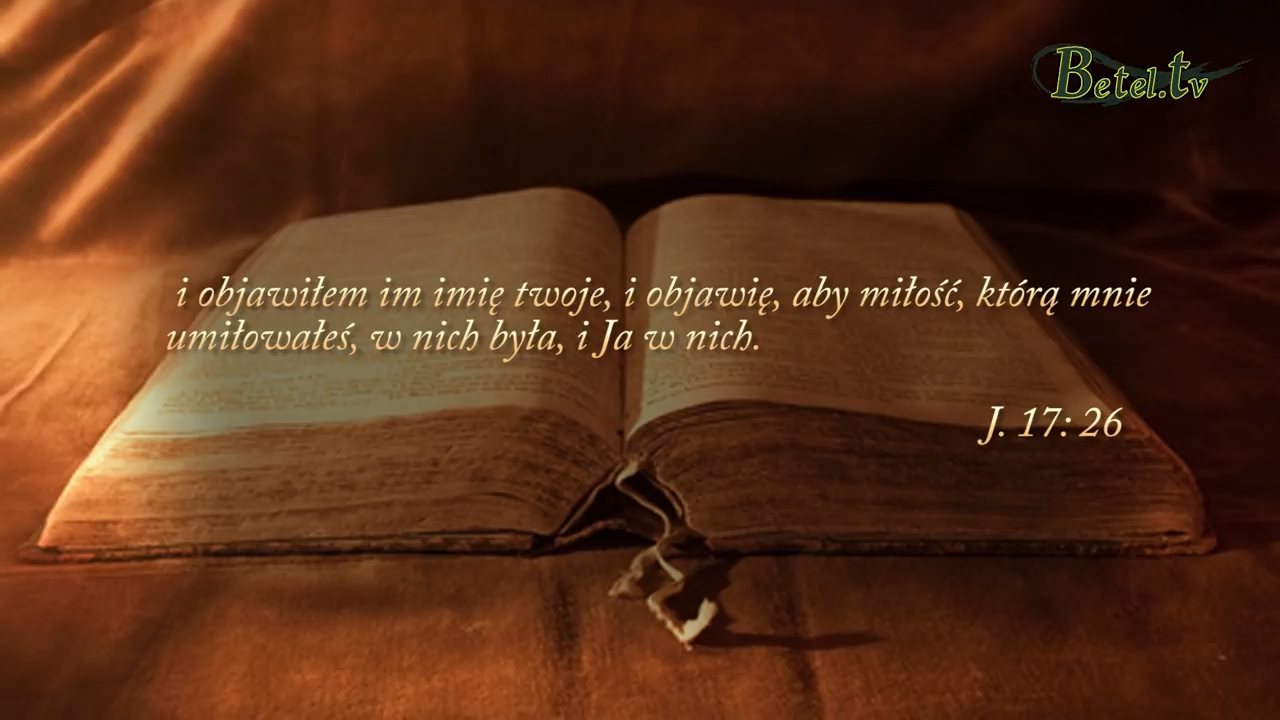 Betel.tv
i objawiłem im imię twoje, i objawię, aby miłość, którą mnie
umiłowałeś, w nich była, i Ja w nich.
J. 17: 26